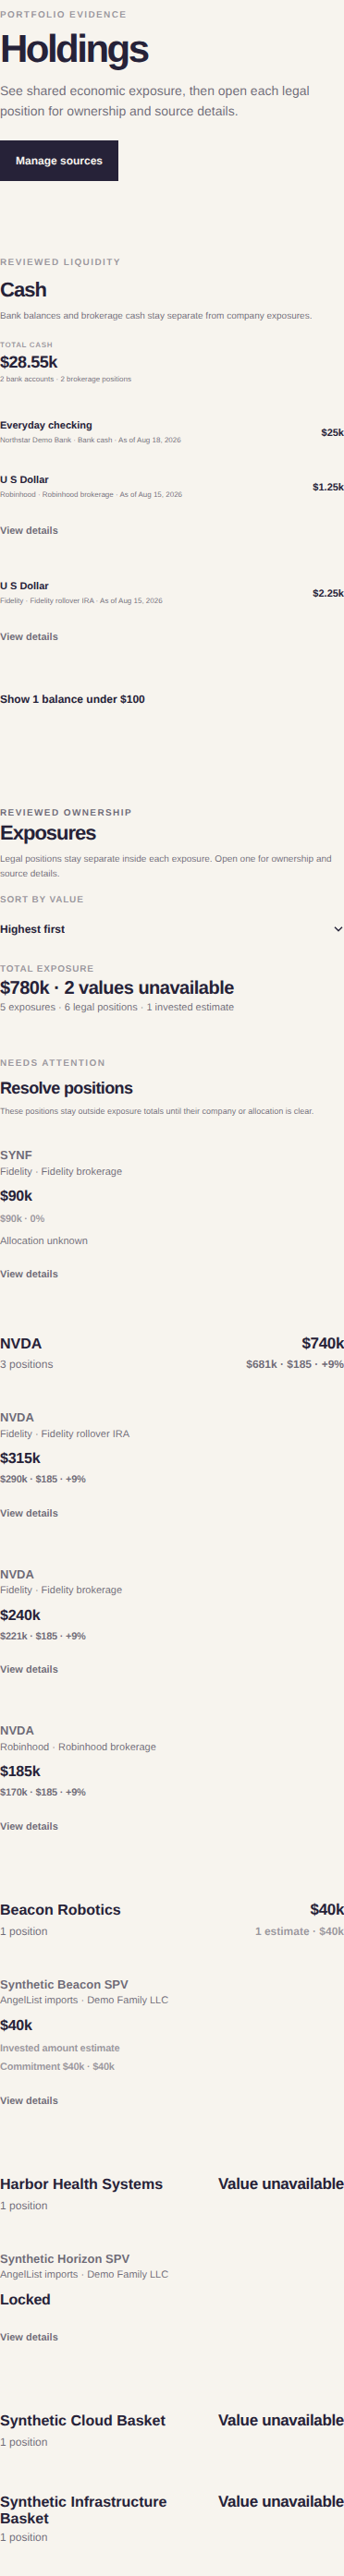 PORTFOLIO EVIDENCE
Holdings
See shared economic exposure, then open each legal
position for ownership and source details.
Manage sources
REVIEWED LIQUIDITY
Cash
Bank balances and brokerage cash stay separate from company exposures.
TOTAL CASH
$28.55k
2 bank accounts · 2 brokerage positions
Everyday checking
$25k
Northstar Demo Bank · Bank cash · As of Aug 18, 2026
U S Dollar
$1.25k
Robinhood · Robinhood brokerage · As of Aug 15, 2026
View details
U S Dollar
$2.25k
Fidelity · Fidelity rollover IRA · As of Aug 15, 2026
View details
Show 1 balance under $100
REVIEWED OWNERSHIP
Exposures
Legal positions stay separate inside each exposure. Open one for ownership and
source details.
SORT BY VALUE
Highest first
TOTAL EXPOSURE
$780k · 2 values unavailable
5 exposures · 6 legal positions · 1 invested estimate
NEEDS ATTENTION
Resolve positions
These positions stay outside exposure totals until their company or allocation is clear.
SYNF
Fidelity · Fidelity brokerage
$90k
$90k · 0%
Allocation unknown
View details
NVDA $740k
3 positions $681k · $185 · +9%
NVDA
Fidelity · Fidelity rollover IRA
$315k
$290k · $185 · +9%
View details
NVDA
Fidelity · Fidelity brokerage
$240k
$221k · $185 · +9%
View details
NVDA
Robinhood · Robinhood brokerage
$185k
$170k · $185 · +9%
View details
Beacon Robotics $40k
1 position 1 estimate · $40k
Synthetic Beacon SPV
AngelList imports · Demo Family LLC
$40k
Invested amount estimate
Commitment $40k · $40k
View details
Harbor Health Systems Value unavailable
1 position
Synthetic Horizon SPV
AngelList imports · Demo Family LLC
Locked
View details
Synthetic Cloud Basket Value unavailable
1 position
Synthetic Infrastructure Value unavailable
Basket
1 position